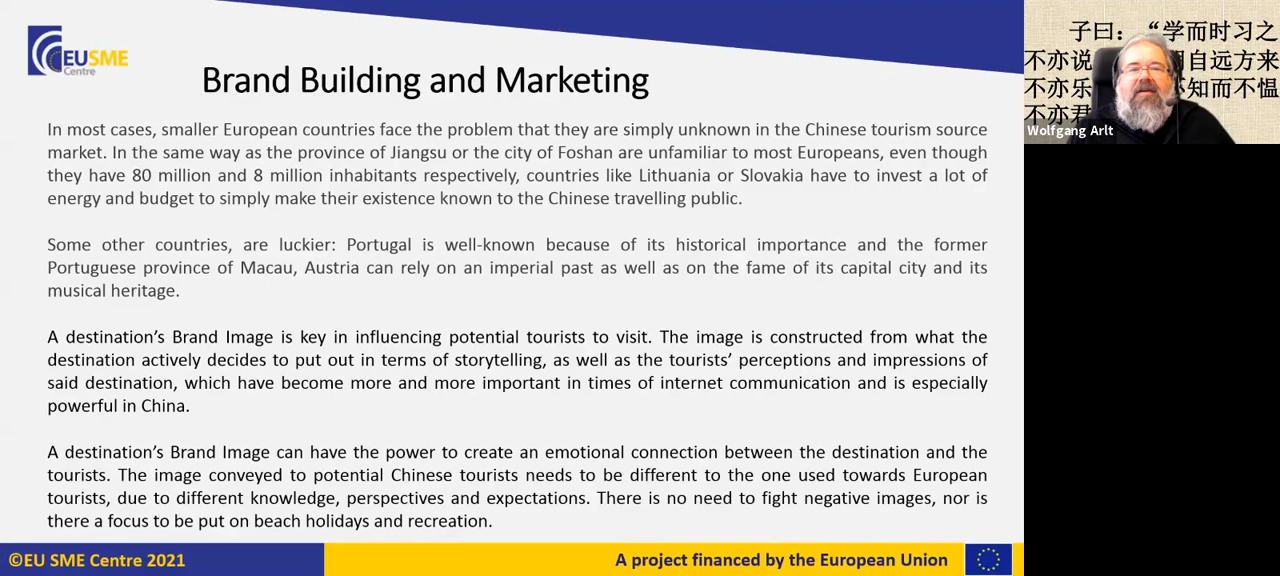 EUSME
Centre
Brand Building and Marketing
In most cases, smaller European countries face the problem that they are simply unknown in the Chinese tourism source
market. In the same way as the province of Jiangsu or the city of Foshan are unfamiliar to most Europeans, even though
they have 80 million and 8 million inhabitants respectively, countries like Lithuania or Slovakia have to invest a lot of
energy and budget to simply make their existence known to the Chinese travelling public.
Some other countries, are luckier: Portugal is well-known because of its historical importance and the former
Portuguese province of Macau, Austria can rely on an imperial past as well as on the fame of its capital city and its
musical heritage.
A destination’s Brand Image is key in influencing potential tourists to visit. The image is constructed from what the
destination actively decides to put out in terms of storytelling, as well as the tourists’ perceptions and impressions of
said destination, which have become more and more important in times of internet communication and is especially
powerful in China.
A destination’s Brand Image can have the power to create an emotional connection between the destination and the
tourists. The image conveyed to potential Chinese tourists needs to be different to the one used towards European
tourists, due to different knowledge, perspectives and expectations. There is no need to fight negative images, nor is
there a focus to be put on beach holidays and recreation.
©EU SME Centre 2021
A project financed by the European Union
子曰：“学而时习之
不亦说 自远方来
不亦乐 知而不愠
不亦君
Wolfgang Arlt